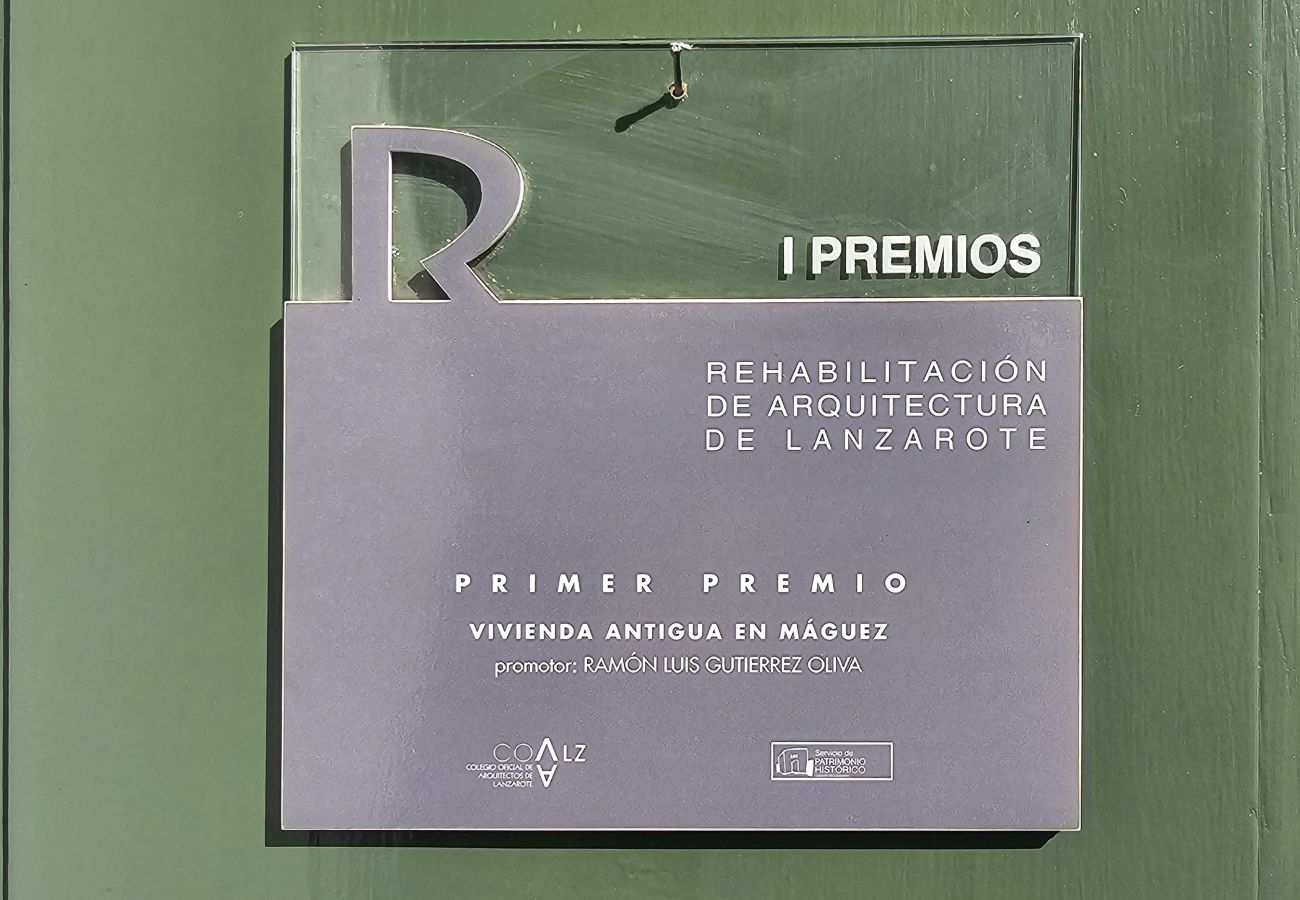 R
I PREMIOS
REHABILITACIÓN
DE ARQUITECTURA
DE LANZAROTE
PRIMER PREMIO
VIVIENDA ANTIGUA EN MÁGUEZ
promotor: RAMÓN LUIS GUTIERREZ OLIVA
COALZ
COLEGIO OFICIAL DE
ARQUITECTOS DE
LANZAROTE
Servicio de
PATRIMONIO
HISTÓRICO